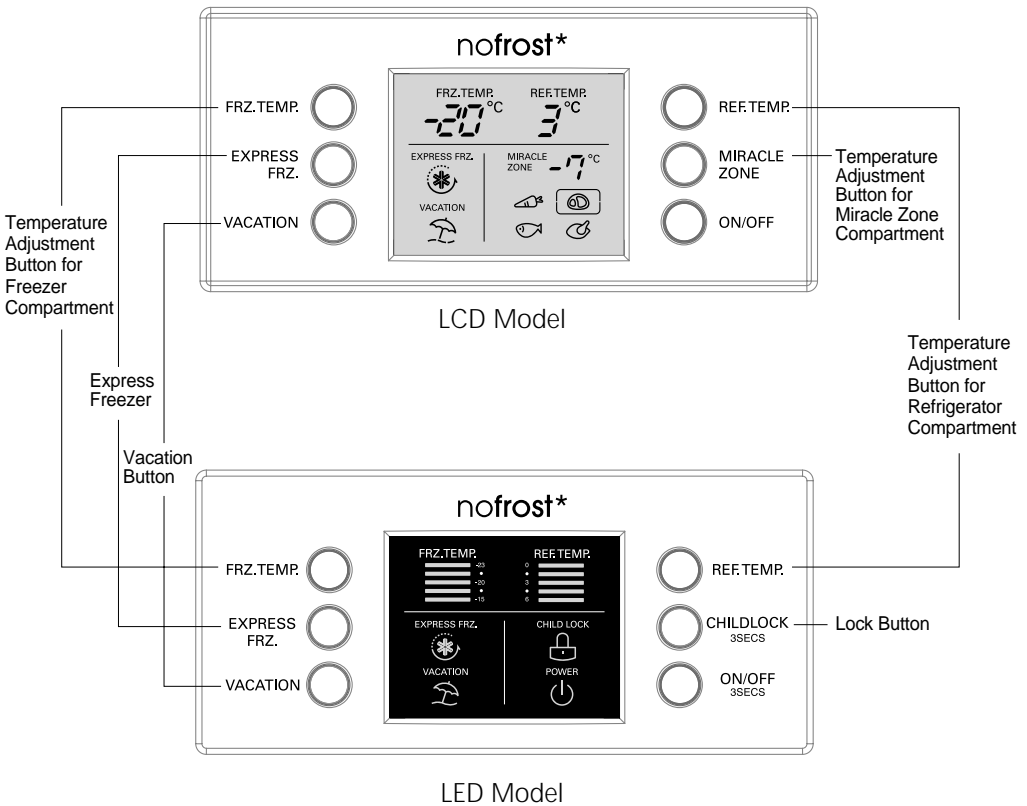 nofrost*
FRZ.TEMP.
EXPRESS
FRZ.
VACATION
FRZ.TEMP.
-20 °C
REF.TEMP.
3 °C
EXPRESS FRZ.
VACATION
MIRACLE
ZONE
-7 °C
REF.TEMP.
MIRACLE
ZONE
ON/OFF
LCD Model
Temperature
Adjustment
Button for
Freezer
Compartment
Express
Freezer
Vacation
Button
Temperature
Adjustment
Button for
Miracle Zone
Compartment
Temperature
Adjustment
Button for
Refrigerator
Compartment
nofrost*
FRZ.TEMP.
EXPRESS
FRZ.
VACATION
FRZ.TEMP.
-23
-20
-15
REF.TEMP.
0
3
6
EXPRESS FRZ.
VACATION
CHILD LOCK
POWER
REF.TEMP.
CHILDLOCK
3SECS
ON/OFF
3SECS
Lock Button
LED Model